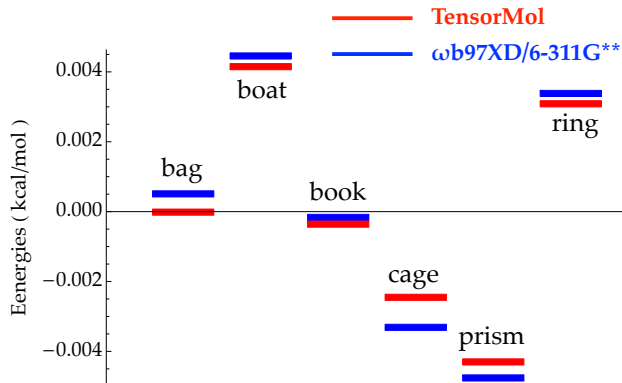 TensorMol
ωb97XD/6-311G**
0.004
boat
ring
0.002
bag
book
0.000
cage
−0.002
prism
−0.004
Eenergies ( kcal/mol )